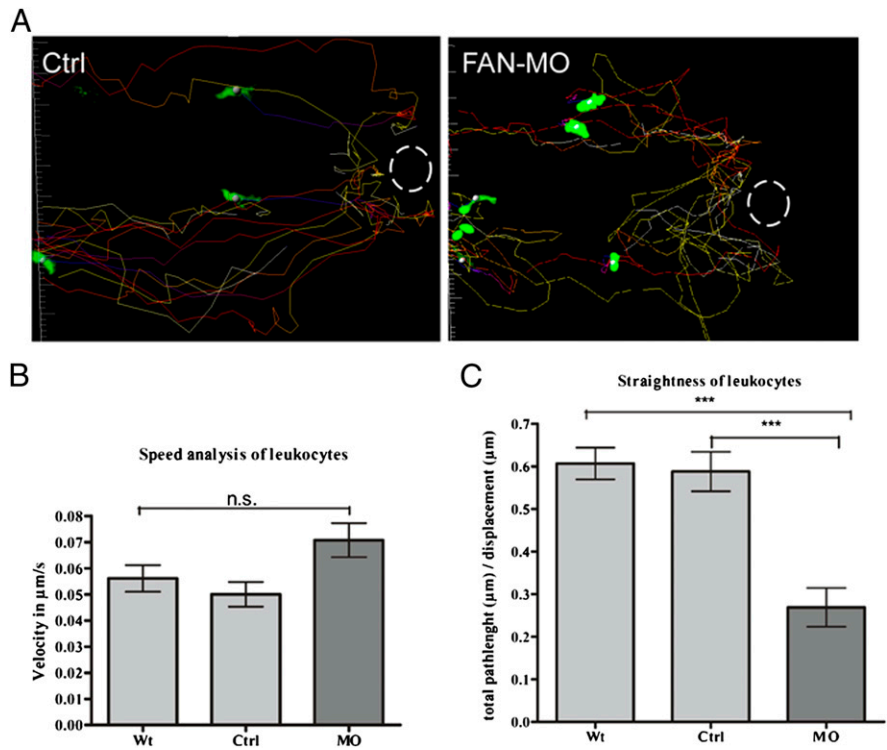 A
Ctrl
FAN-MO
B
Speed analysis of leukocytes
n.s.
Velocity in µm/s
0.08
0.07
0.06
0.05
0.04
0.03
0.02
0.01
0.00
Wt
Ctrl
MO
C
Straightness of leukocytes
***
***
total pathlenght (µm) / displacement (µm)
0.7
0.6
0.5
0.4
0.3
0.2
0.1
0.0
Wt
Ctrl
MO